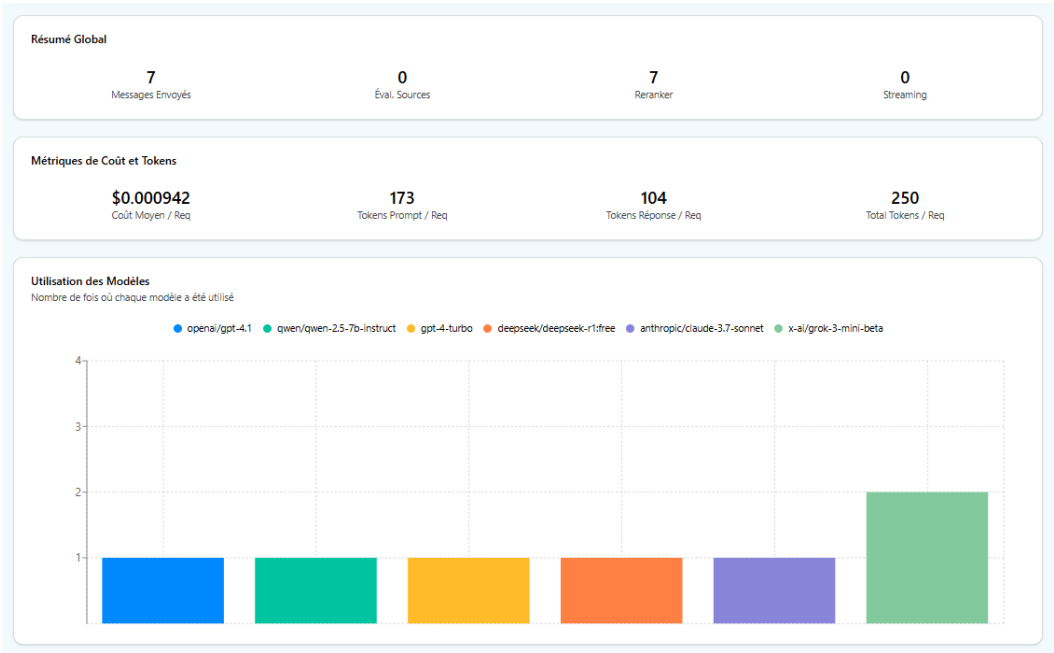 Résumé Global
7
Messages Envoyés
0
Éval. Sources
7
Reranker
0
Streaming
Métriques de Coût et Tokens
$0.000942
Coût Moyen / Req
173
Tokens Prompt / Req
104
Tokens Réponse / Req
250
Total Tokens / Req
Utilisation des Modèles
Nombre de fois où chaque modèle a été utilisé
openai/gpt-4.1 qwen/qwen-2.5-7b-instruct gpt-4-turbo deepseek/deepseek-r1:free anthropic/claude-3.7-sonnet x-ai/grok-3-mini-beta
4
3
2
1